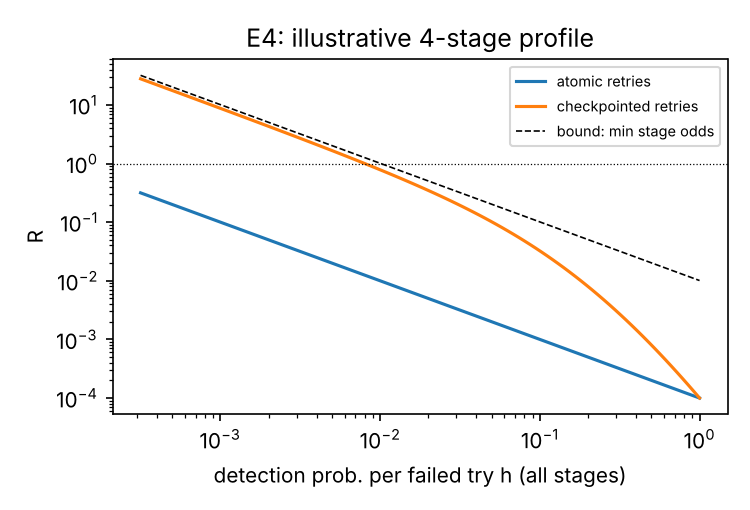 E4: illustrative 4-stage profile
atomic retries
checkpointed retries
bound: min stage odds
R
10¹
10⁰
10⁻¹
10⁻²
10⁻³
10⁻⁴
10⁻³
10⁻²
10⁻¹
10⁰
detection prob. per failed try h (all stages)